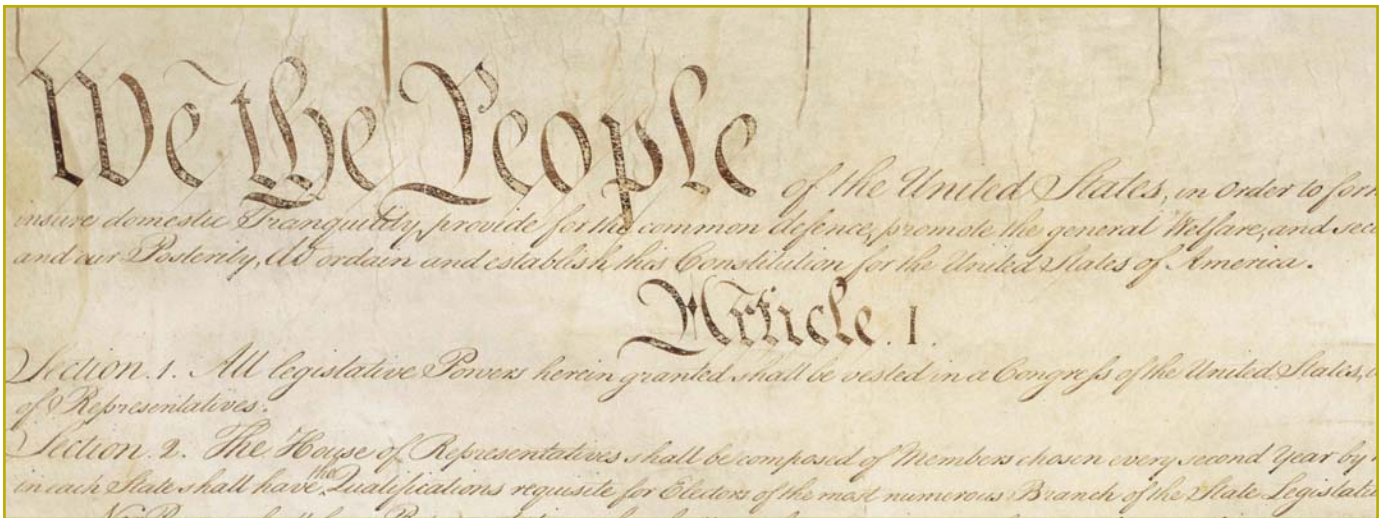 We the People of the United States, in Order to form
insure domestic Tranquility, provide for the common defence, promote the general Welfare, and sec
and our Posterity, do ordain and establish this Constitution for the United States of America.
Article. I.
Section. 1. All legislative Powers herein granted shall be vested in a Congress of the United States,
of Representatives.
Section. 2. The House of Representatives shall be composed of Members chosen every second Year by
in each State shall have the Qualifications requisite for Electors of the most numerous Branch of the State Legislatu